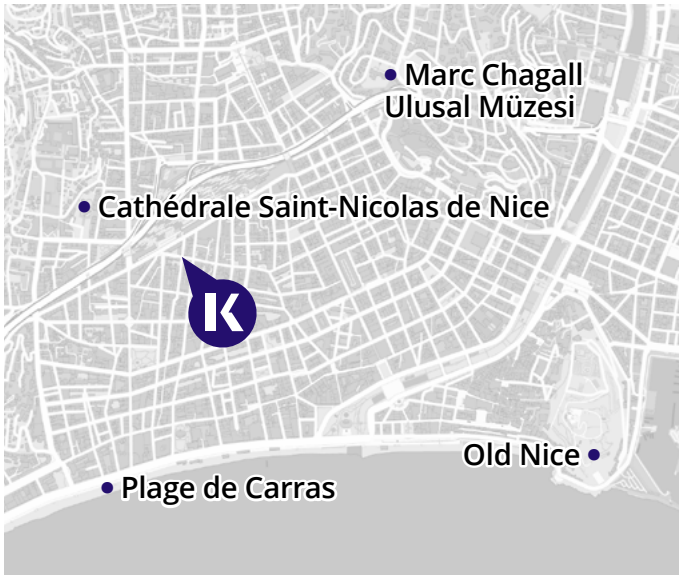 Marc Chagall
Ulusal Müzesi
Cathédrale Saint-Nicolas de Nice
K
Old Nice
Plage de Carras